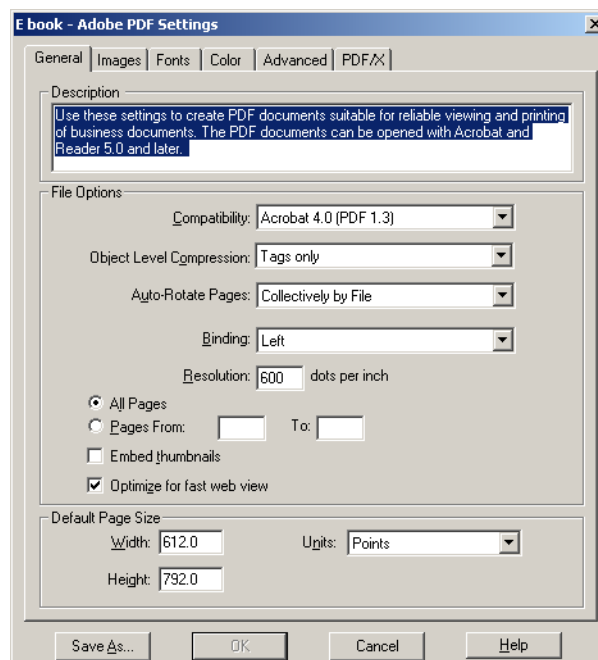 E book - Adobe PDF Settings
General Images Fonts Color Advanced PDF/X
Description
Use these settings to create PDF documents suitable for reliable viewing and printing
of business documents. The PDF documents can be opened with Acrobat and
Reader 5.0 and later.
File Options
Compatibility: Acrobat 4.0 (PDF 1.3)
Object Level Compression: Tags only
Auto-Rotate Pages: Collectively by File
Binding: Left
Resolution: 600 dots per inch
All Pages
Pages From: To:
Embed thumbnails
Optimize for fast web view
Default Page Size
Width: 612.0 Units: Points
Height: 792.0
Save As... OK Cancel Help